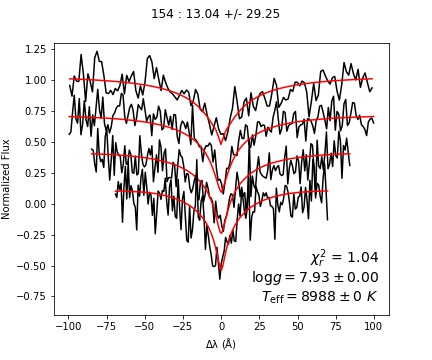 154 : 13.04 +/- 29.25
Normalized Flux
1.25
1.00
0.75
0.50
0.25
0.00
−0.25
−0.50
−0.75
χ²ᵣ = 1.04
logg = 7.93 ± 0.00
T_eff = 8988 ± 0 K
−100 −75 −50 −25 0 25 50 75 100
Δλ (Å)